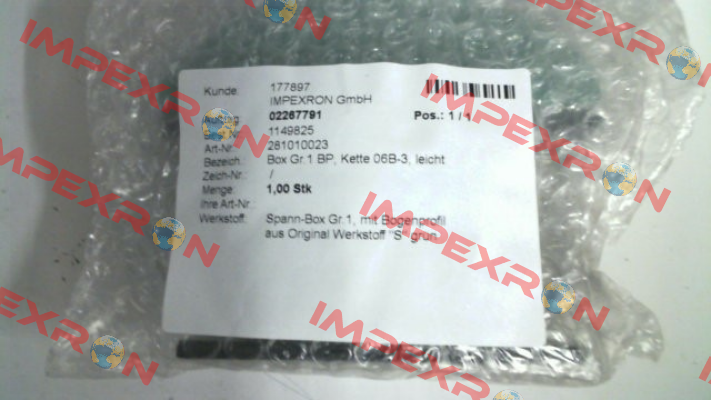 Kunde: 177897
IMPEXRON GmbH
Auftrag: 02267791 Pos.: 1 / 1
1149825
Art-Nr.: 281010023
Bezeich.: Box Gr.1 BP, Kette 06B-3, leicht
Zeich-Nr.: /
Menge: 1,00 Stk
Ihre Art-Nr
Werkstoff: Spann-Box Gr.1, mit Bogenprofil
aus Original Werkstoff "S" grün
IMPEXRON
IMPEXRON
IMPEXRON
IMPEXRON
IMPEXRON
IMPEXRON
IMPEXRON